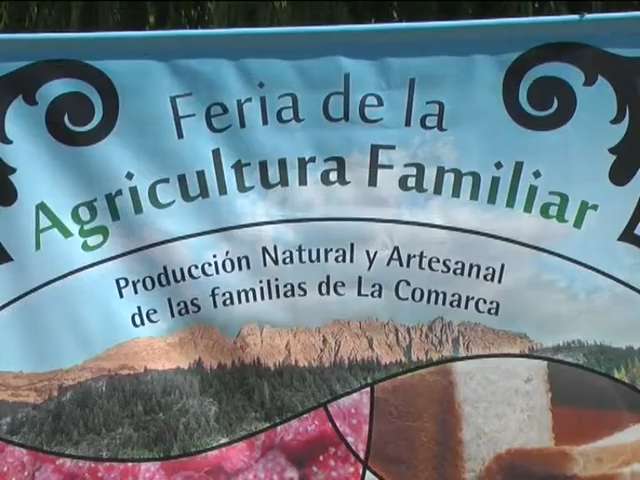 Feria de la
Agricultura Familiar
Producción Natural y Artesanal
de las familias de La Comarca